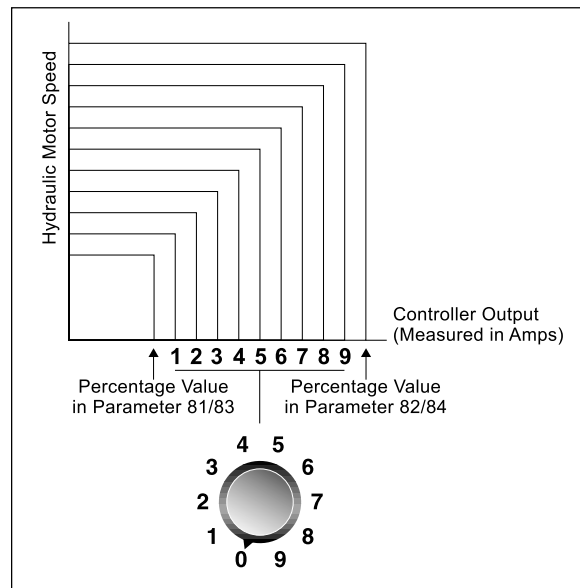 Hydraulic Motor Speed
Controller Output
(Measured in Amps)
1 2 3 4 5 6 7 8 9
Percentage Value
in Parameter 81/83
Percentage Value
in Parameter 82/84
4 5
3 6
2 7
1 8
0 9